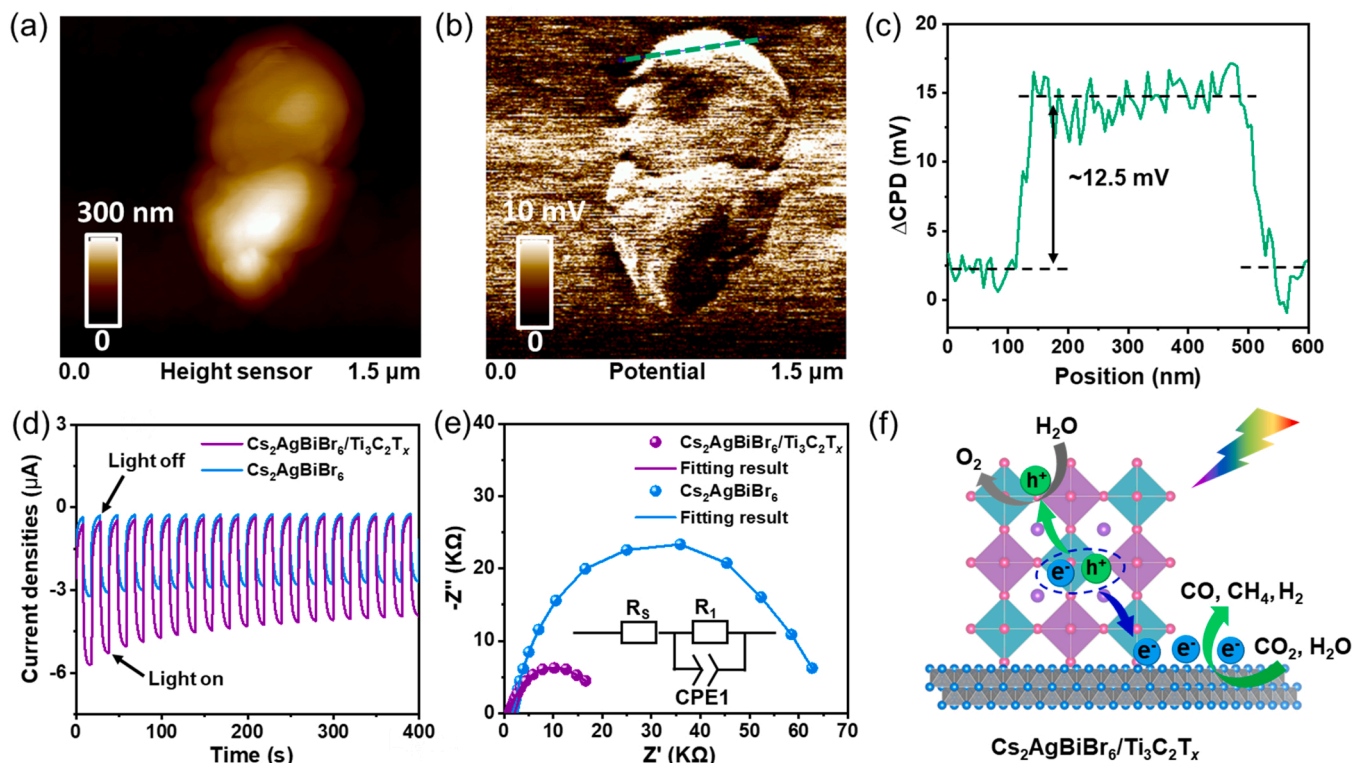 (a)
300 nm
0
0.0 Height sensor 1.5 μm
(b)
10 mV
0
Potential 1.5 μm
(c)
20
15
10
5
0
ΔCPD (mV)
~12.5 mV
0 100 200 300 400 500 600
Position (nm)
(d)
3
0
-3
-6
Current densities (μA)
Cs₂AgBiBr₆/Ti₃C₂Tₓ
Cs₂AgBiBr₆
Light off
Light on
0 100 200 300 400
Time (s)
(e)
40
30
20
10
0
-Z'' (KΩ)
Cs₂AgBiBr₆/Ti₃C₂Tₓ
Fitting result
Cs₂AgBiBr₆
Fitting result
R_S R₁
CPE1
0 10 20 30 40 50 60 70
Z' (KΩ)
(f)
H₂O
O₂
h⁺
e⁻ h⁺
CO, CH₄, H₂
e⁻ e⁻ e⁻
CO₂, H₂O
Cs₂AgBiBr₆/Ti₃C₂Tₓ